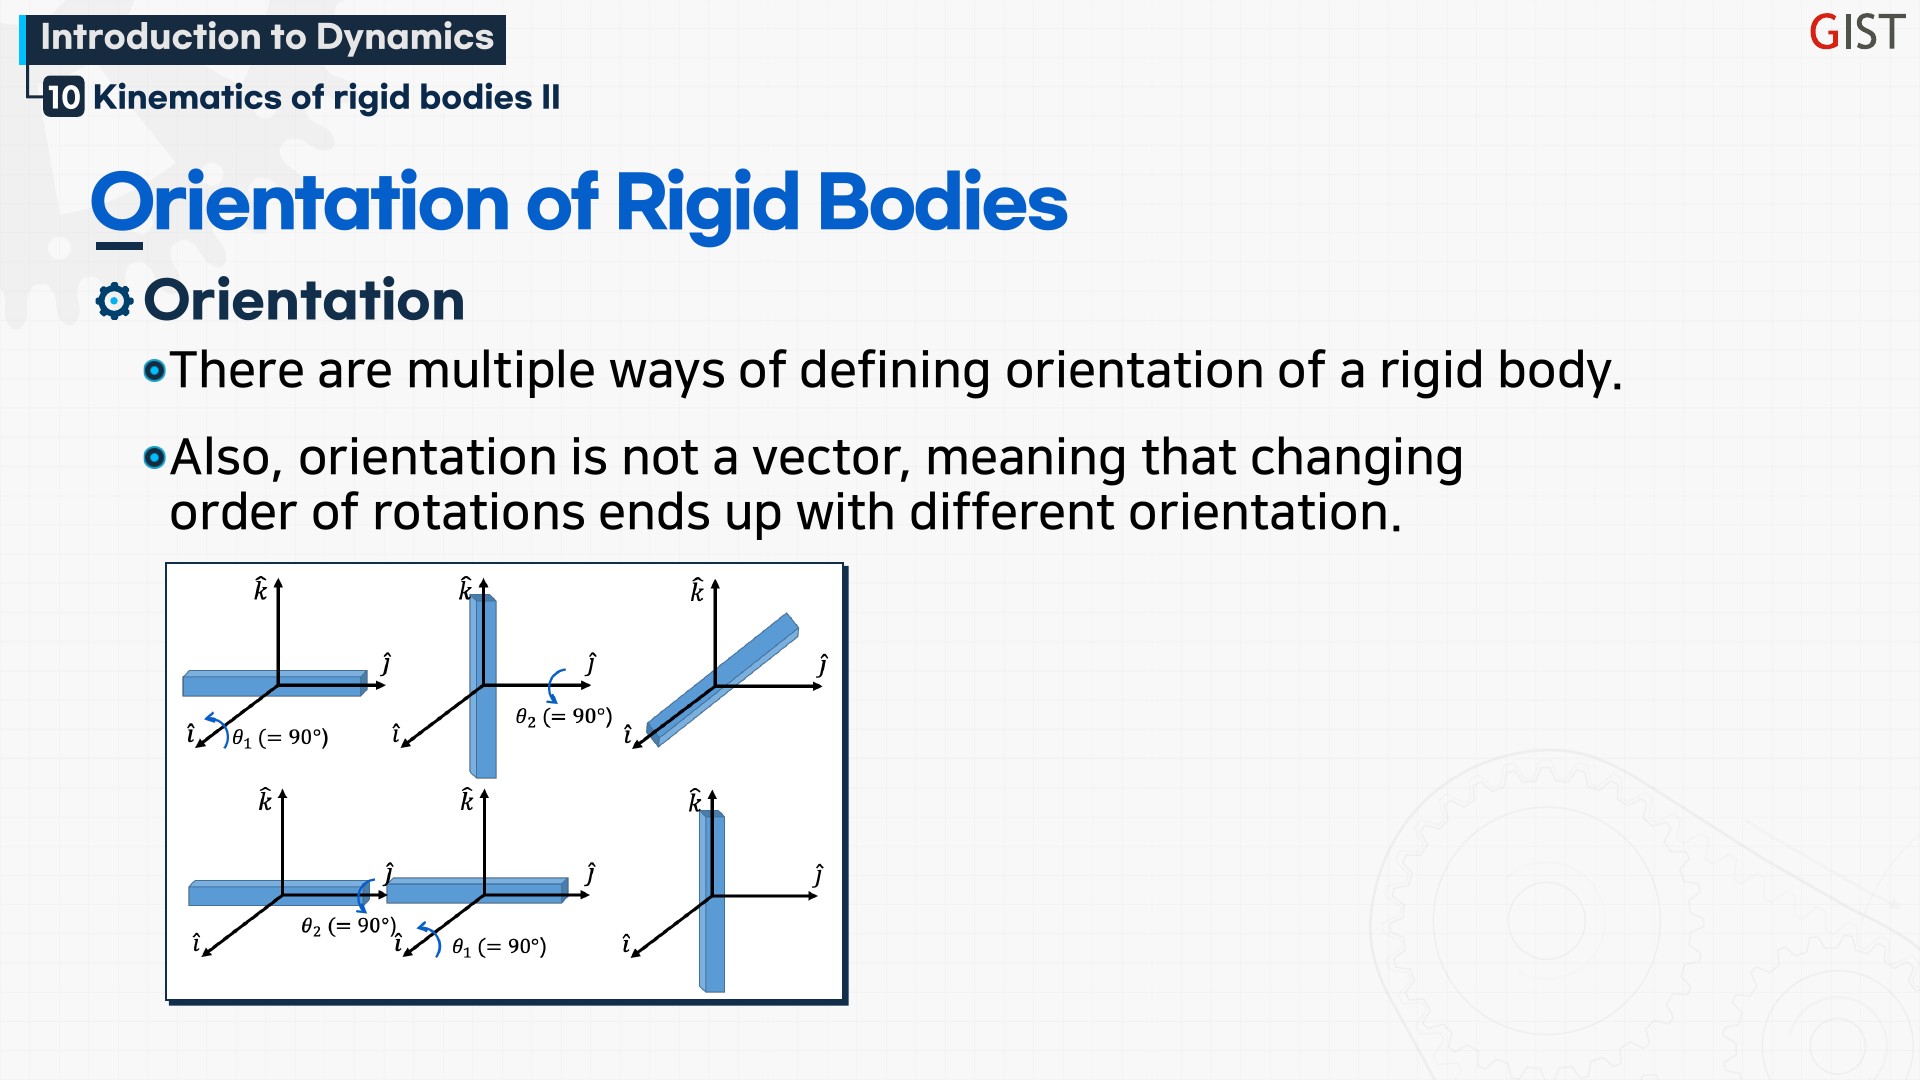 Introduction to Dynamics
GIST
10 Kinematics of rigid bodies II
Orientation of Rigid Bodies
Orientation
There are multiple ways of defining orientation of a rigid body.
Also, orientation is not a vector, meaning that changing
order of rotations ends up with different orientation.
k̂ k̂ k̂
ĵ ĵ ĵ
î θ₁ (= 90°) î θ₂ (= 90°) î
k̂ k̂ k̂
ĵ ĵ ĵ
î θ₂ (= 90°) î θ₁ (= 90°) î